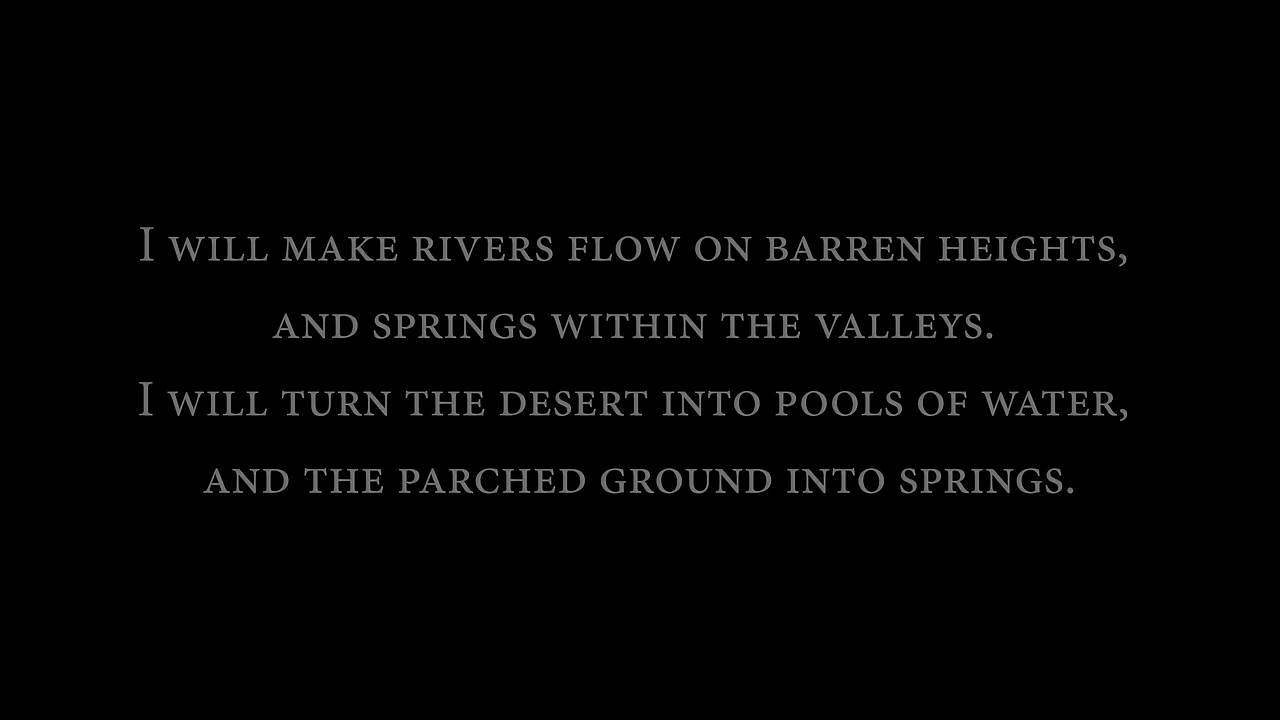 I will make rivers flow on barren heights,
and springs within the valleys.
I will turn the desert into pools of water,
and the parched ground into springs.